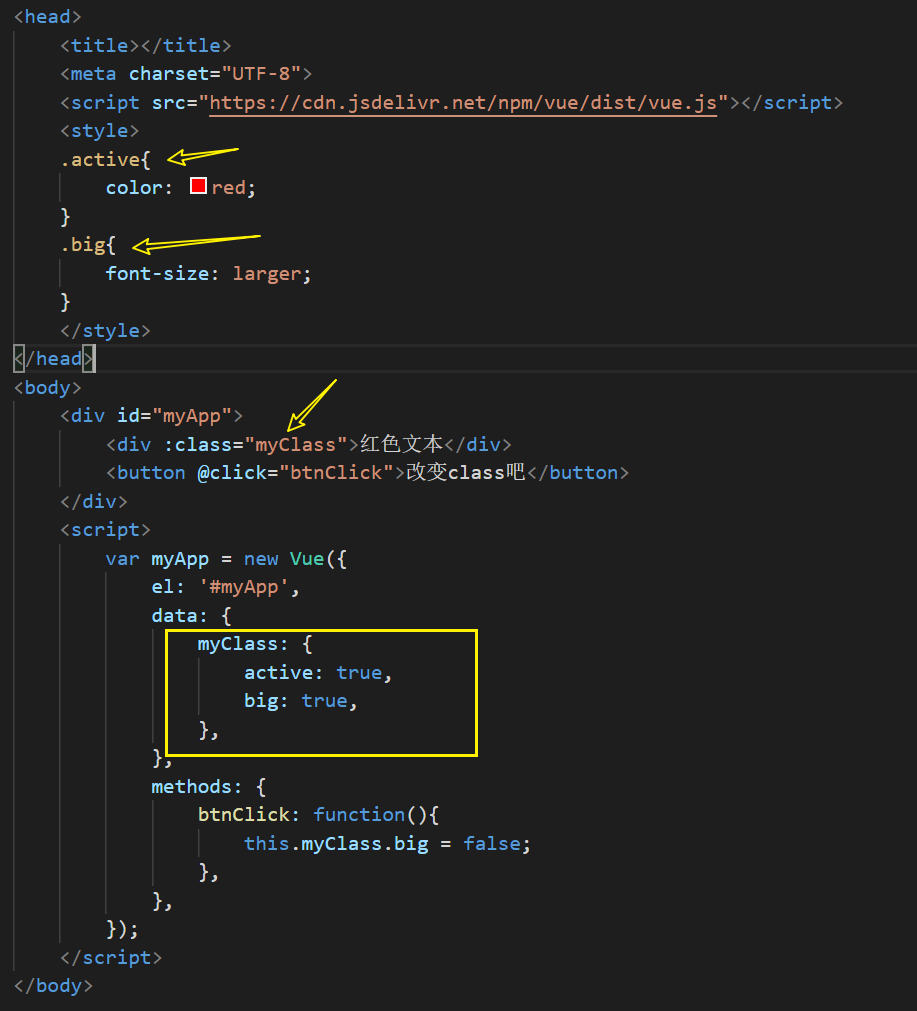 <head>
    <title></title>
    <meta charset="UTF-8">
    <script src="https://cdn.jsdelivr.net/npm/vue/dist/vue.js"></script>
    <style>
    .active{
        color: red;
    }
    .big{
        font-size: larger;
    }
    </style>
</head>
<body>
    <div id="myApp">
        <div :class="myClass">红色文本</div>
        <button @click="btnClick">改变class吧</button>
    </div>
    <script>
        var myApp = new Vue({
            el: '#myApp',
            data: {
                myClass: {
                    active: true,
                    big: true,
                },
            },
            methods: {
                btnClick: function(){
                    this.myClass.big = false;
                },
            },
        });
    </script>
</body>